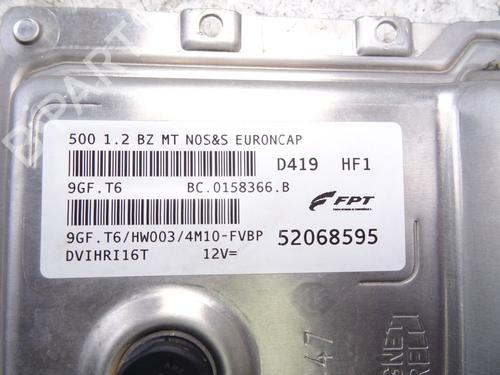 500 1.2 BZ MT NOS&S EURONCAP
D419 HF1
9GF.T6 BC.0158366.B
FPT
9GF.T6/HW003/4M10-FVBP 52068595
DVIHRI16T 12V=
47